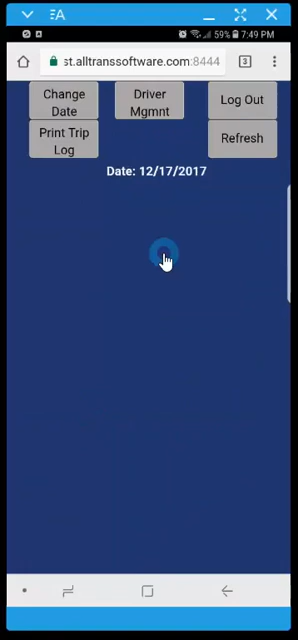 59% 7:49 PM
st.alltranssoftware.com:8444
3
Change
Date
Driver
Mgmnt
Log Out
Print Trip
Log
Refresh
Date: 12/17/2017